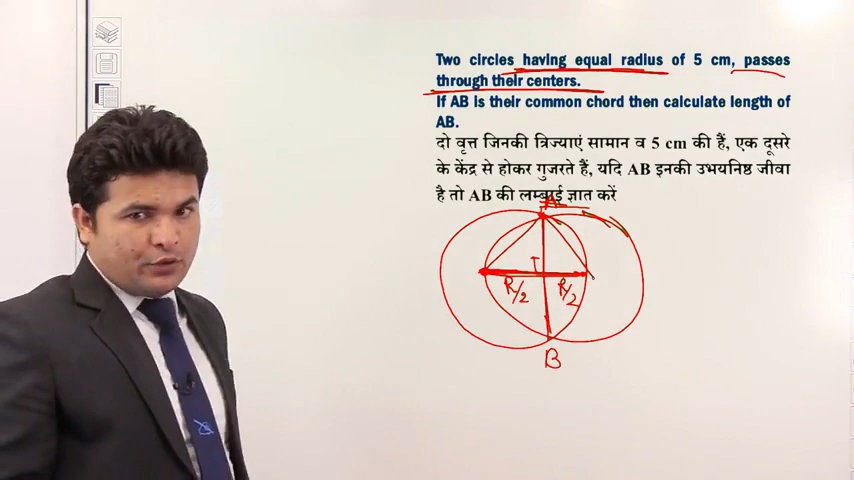 Two circles having equal radius of 5 cm, passes
through their centers.
If AB is their common chord then calculate length of
AB.
दो वृत्त जिनकी त्रिज्याएं सामान व 5 cm की हैं, एक दूसरे
के केंद्र से होकर गुजरते हैं, यदि AB इनकी उभयनिष्ठ जीवा
है तो AB की लम्बाई ज्ञात करें
A
R/2 R/2
B